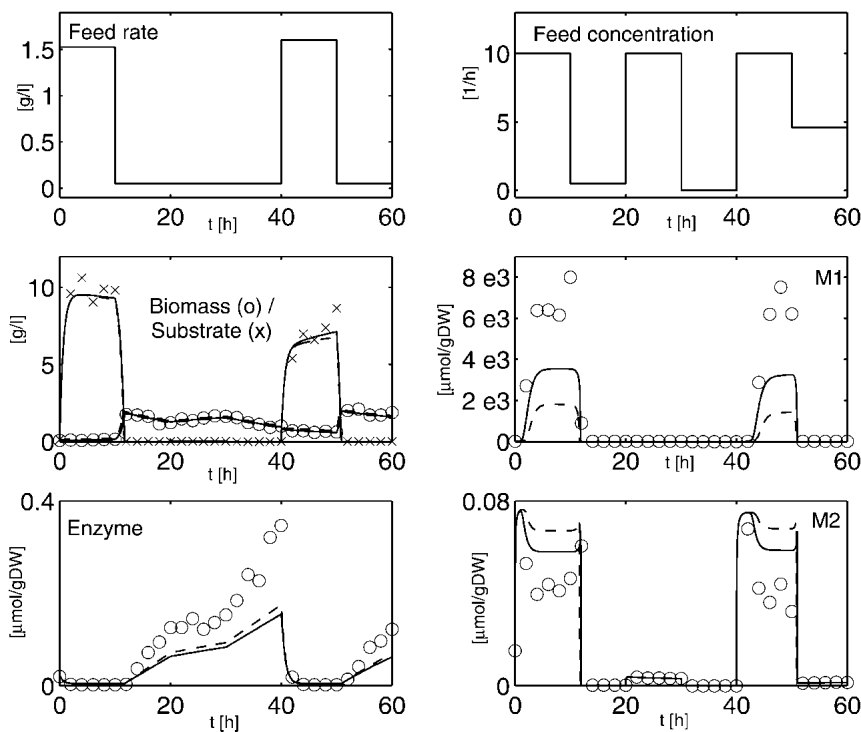 Feed rate
1.5
1
0.5
0
[g/l]
0 20 40 60
t [h]
Feed concentration
10
5
0
[1/h]
0 20 40 60
t [h]
Biomass (o) /
Substrate (x)
10
5
0
[g/l]
0 20 40 60
t [h]
M1
8 e3
6 e3
4 e3
2 e3
0
[µmol/gDW]
0 20 40 60
t [h]
Enzyme
0.4
0
[µmol/gDW]
0 20 40 60
t [h]
M2
0.08
0
[µmol/gDW]
0 20 40 60
t [h]